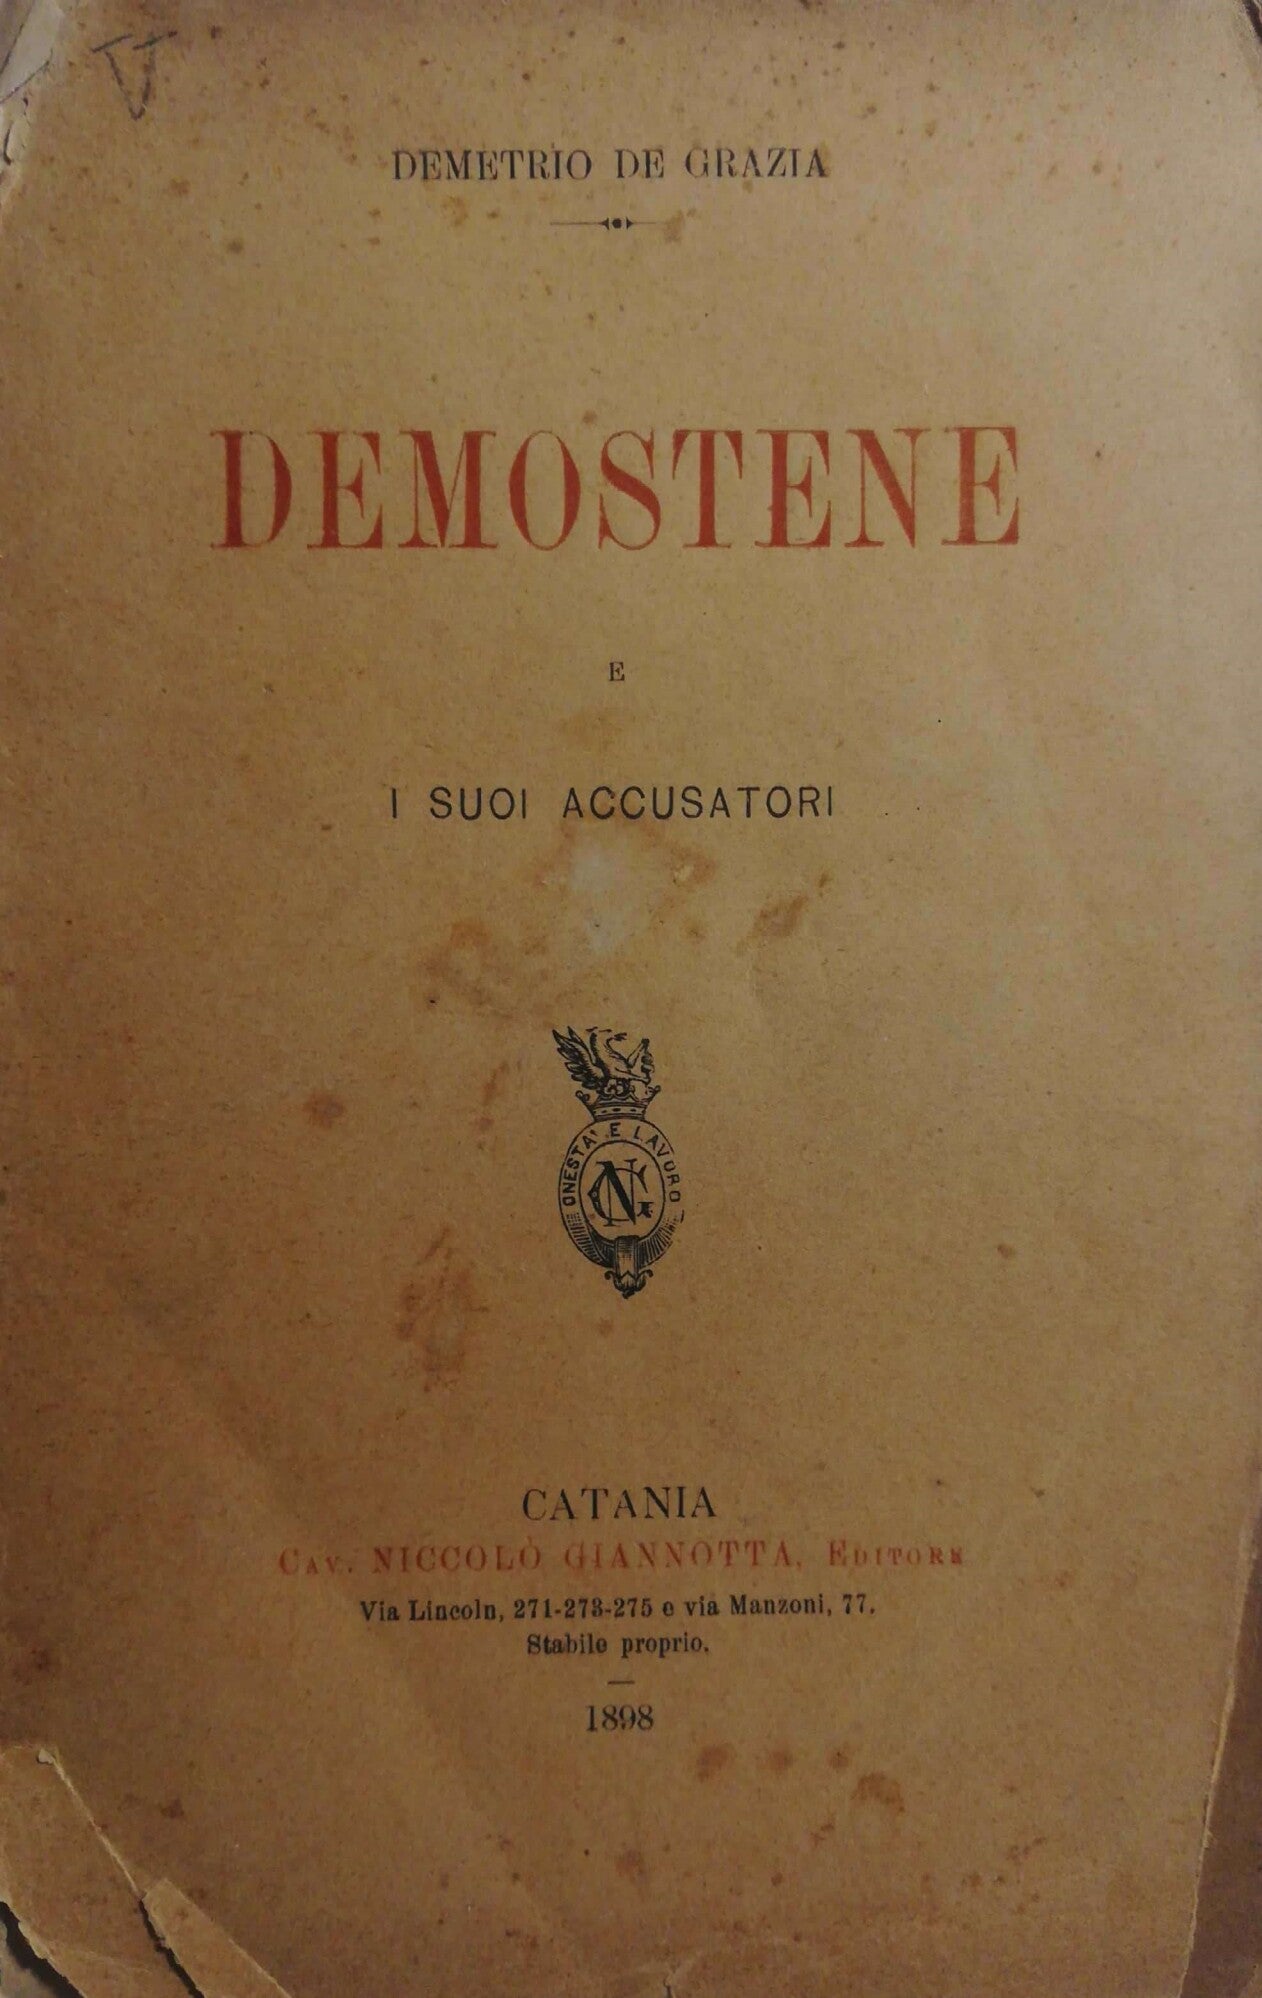 DEMETRIO DE GRAZIA
DEMOSTENE
E
I SUOI ACCUSATORI
ONESTA' E LAVORO
NG
CATANIA
CAV. NICCOLÒ GIANNOTTA, EDITORE
Via Lincoln, 271-273-275 e via Manzoni, 77.
Stabile proprio.
1898